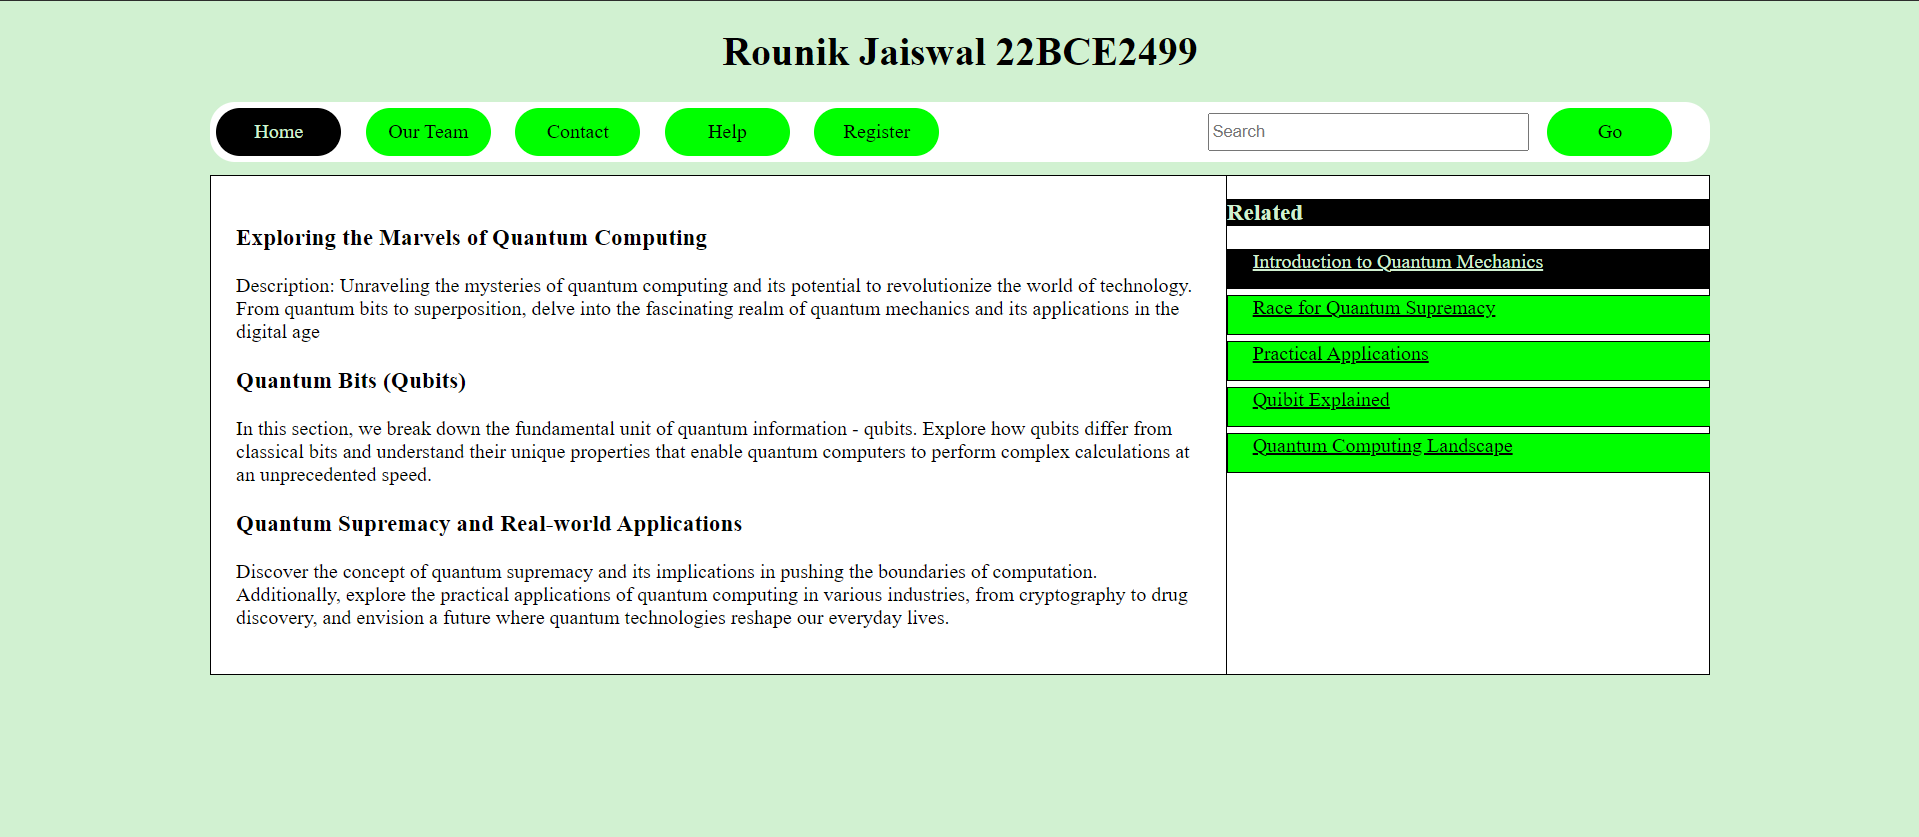 Rounik Jaiswal 22BCE2499
Home
Our Team
Contact
Help
Register
Search
Go
Exploring the Marvels of Quantum Computing
Description: Unraveling the mysteries of quantum computing and its potential to revolutionize the world of technology.
From quantum bits to superposition, delve into the fascinating realm of quantum mechanics and its applications in the
digital age
Quantum Bits (Qubits)
In this section, we break down the fundamental unit of quantum information - qubits. Explore how qubits differ from
classical bits and understand their unique properties that enable quantum computers to perform complex calculations at
an unprecedented speed.
Quantum Supremacy and Real-world Applications
Discover the concept of quantum supremacy and its implications in pushing the boundaries of computation.
Additionally, explore the practical applications of quantum computing in various industries, from cryptography to drug
discovery, and envision a future where quantum technologies reshape our everyday lives.
Related
Introduction to Quantum Mechanics
Race for Quantum Supremacy
Practical Applications
Quibit Explained
Quantum Computing Landscape